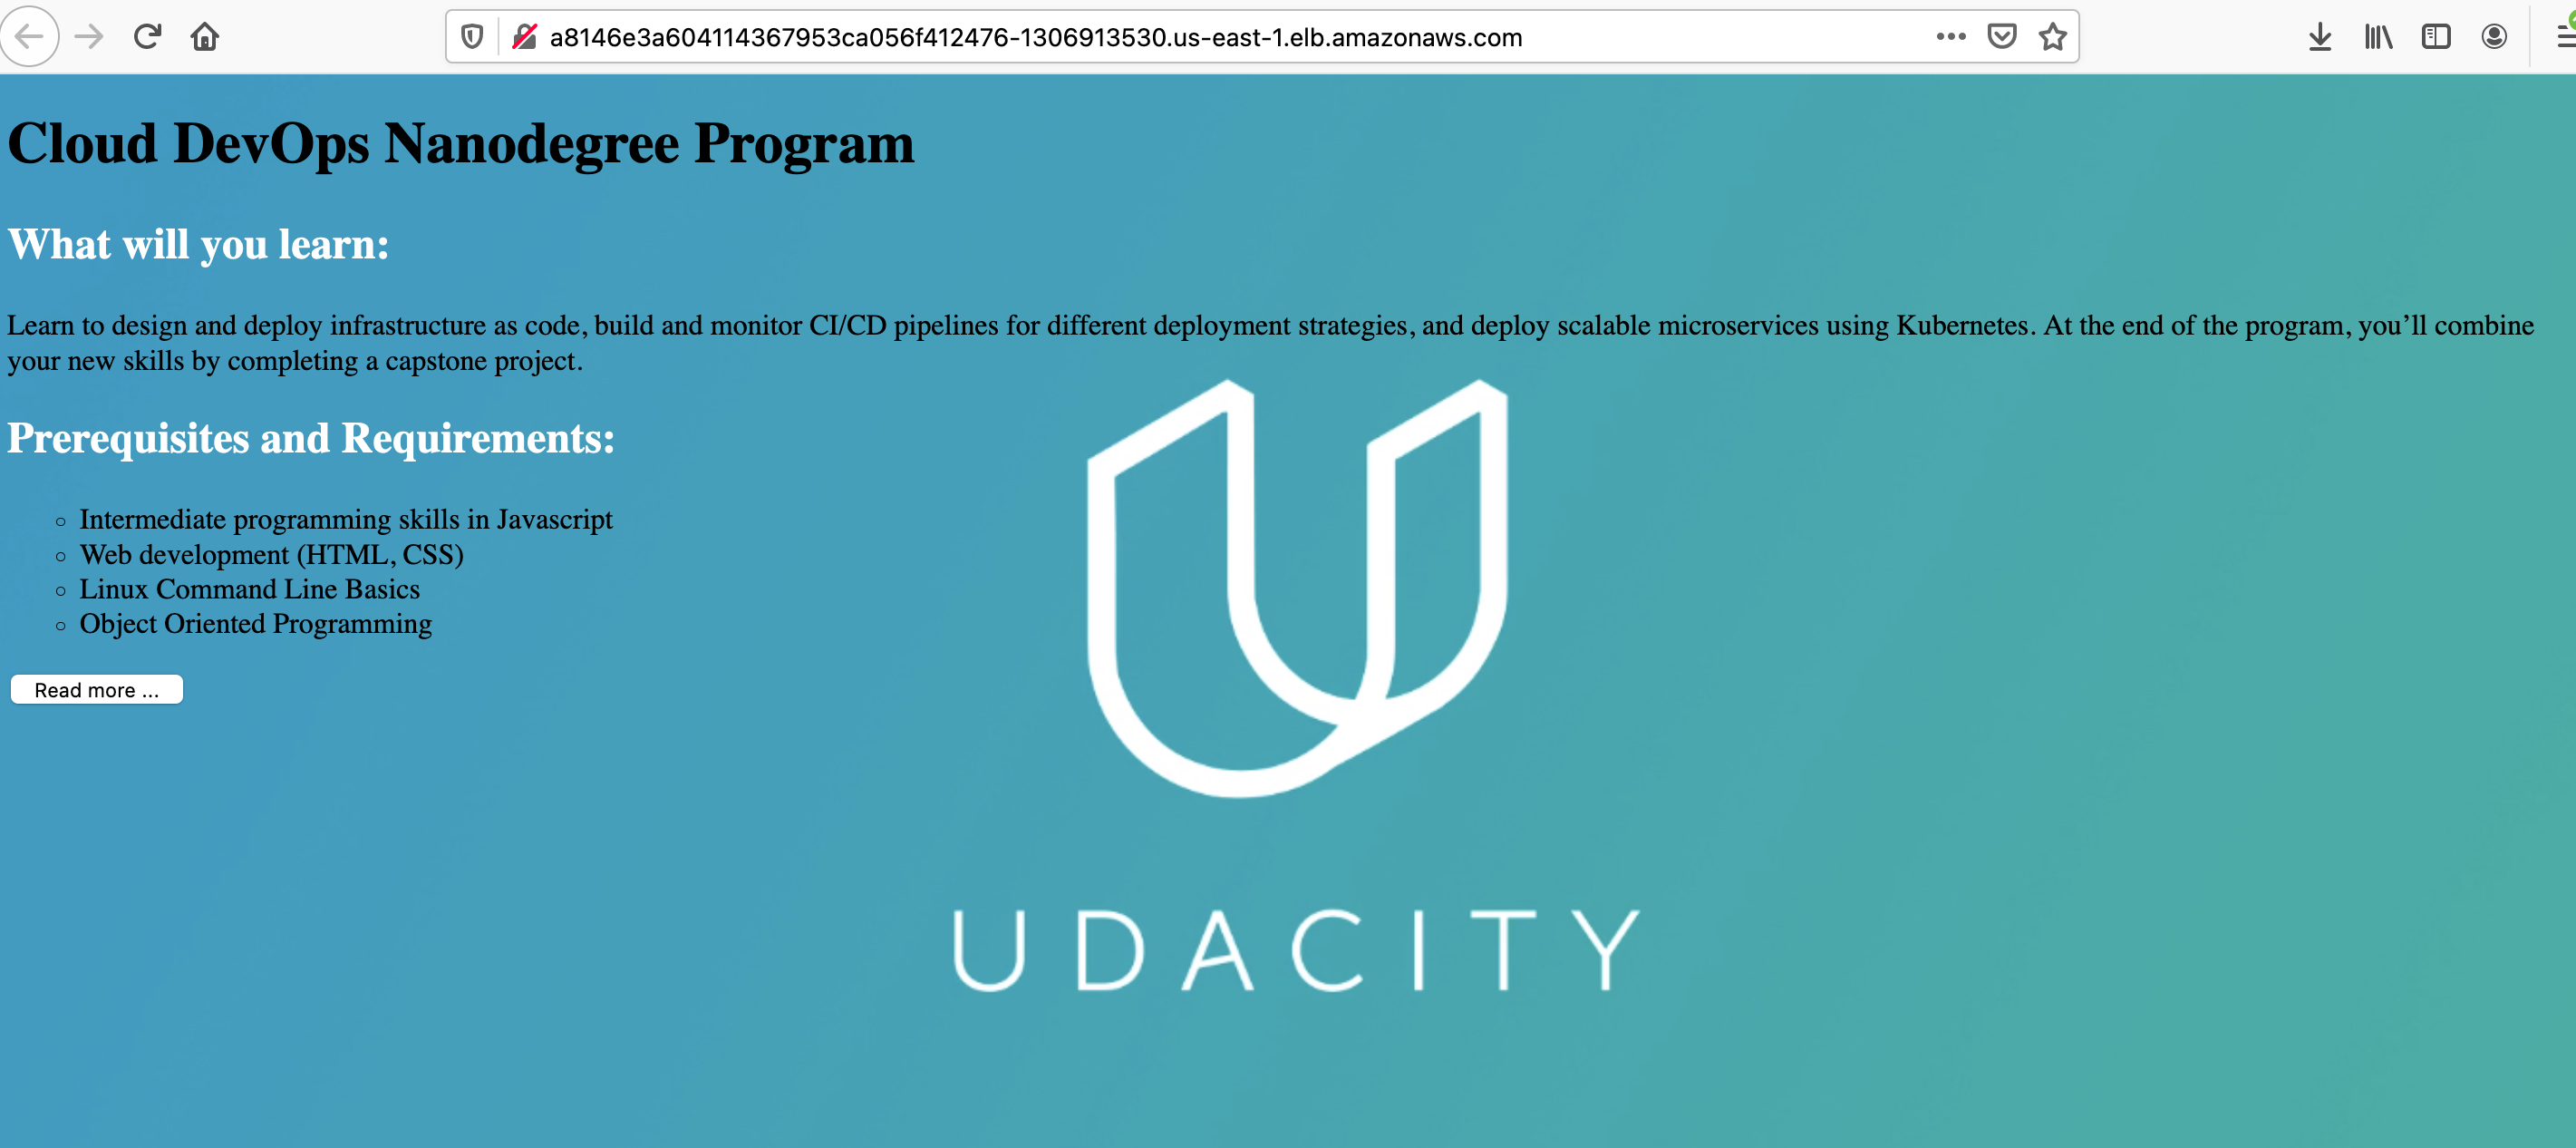 a8146e3a604114367953ca056f412476-1306913530.us-east-1.elb.amazonaws.com
Cloud DevOps Nanodegree Program
What will you learn:
Learn to design and deploy infrastructure as code, build and monitor CI/CD pipelines for different deployment strategies, and deploy scalable microservices using Kubernetes. At the end of the program, you’ll combine
your new skills by completing a capstone project.
Prerequisites and Requirements:
Intermediate programming skills in Javascript
Web development (HTML, CSS)
Linux Command Line Basics
Object Oriented Programming
Read more ...
UDACITY